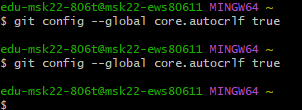 edu-msk22-806t@msk22-ews80611 MINGW64 ~
$ git config --global core.autocrlf true
edu-msk22-806t@msk22-ews80611 MINGW64 ~
$ git config --global core.autocrlf true
edu-msk22-806t@msk22-ews80611 MINGW64 ~
$